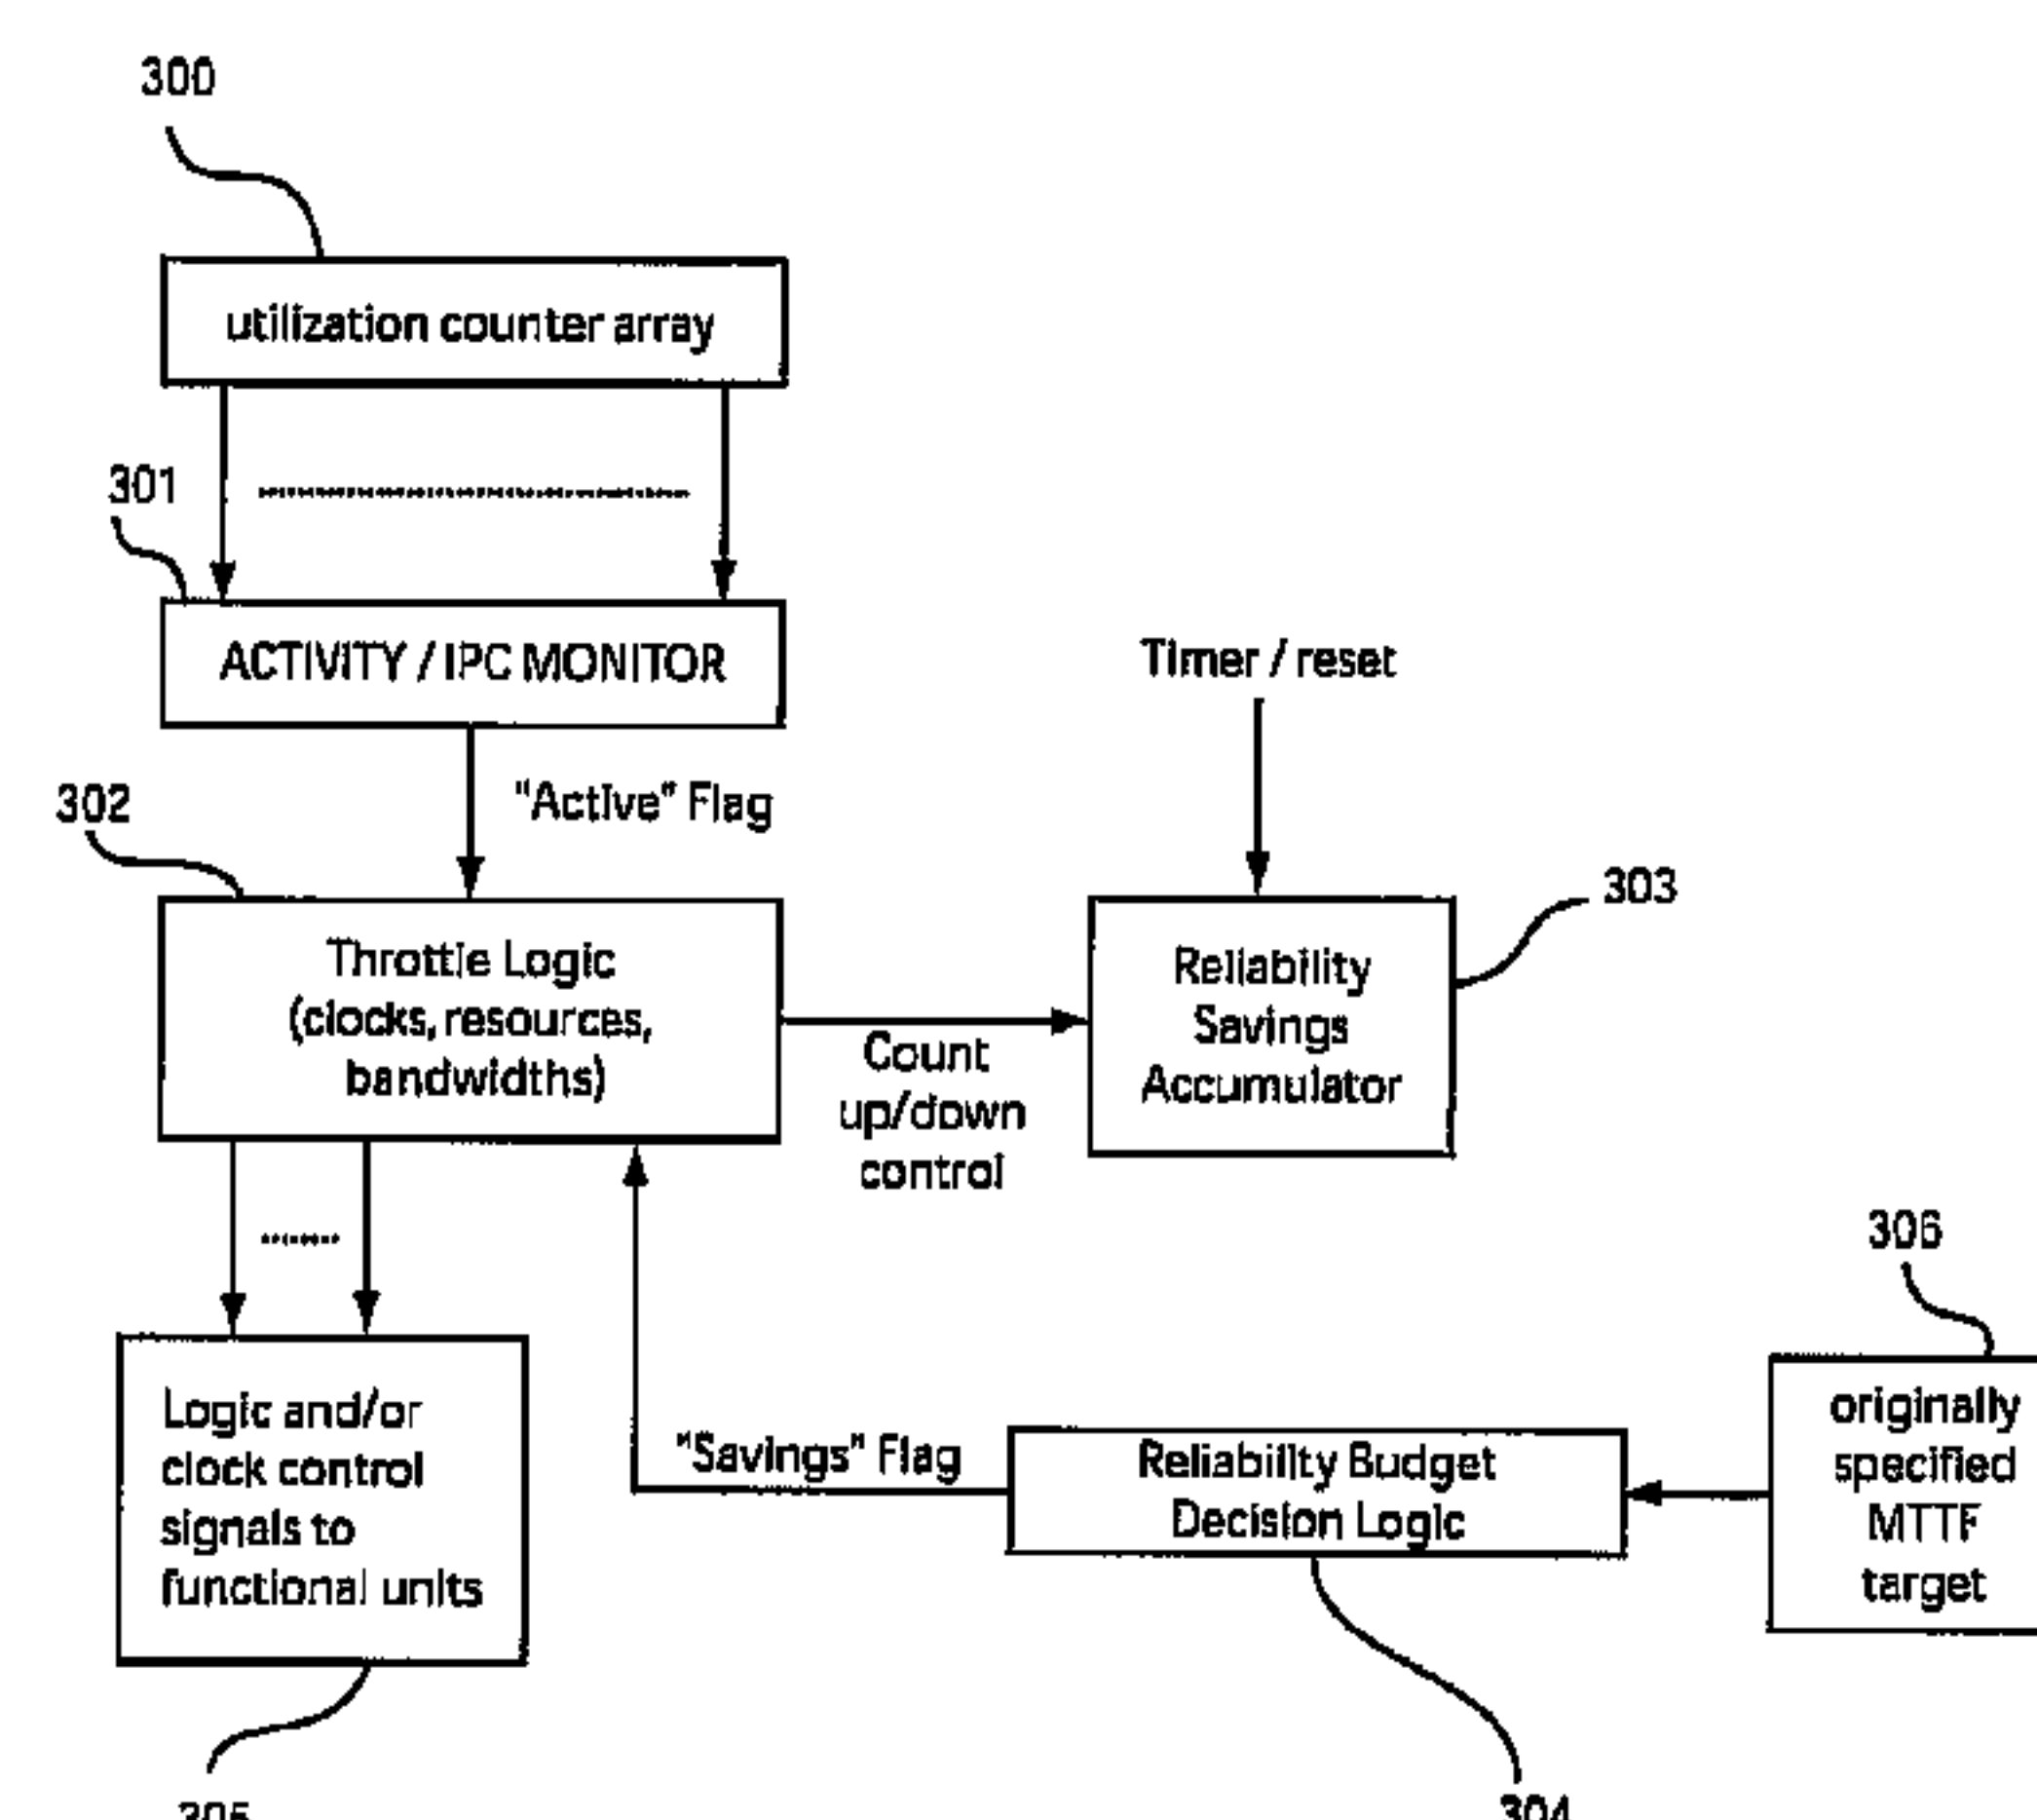 300
utilization counter array
301
ACTIVITY / IPC MONITOR
Timer / reset
"Active" Flag
302
303
Throttle Logic
(clocks, resources,
bandwidths)
Count
up/down
control
Reliability
Savings
Accumulator
306
Logic and/or
clock control
signals to
functional units
"Savings" Flag
Reliability Budget
Decision Logic
originally
specified
MTTF
target
305
304